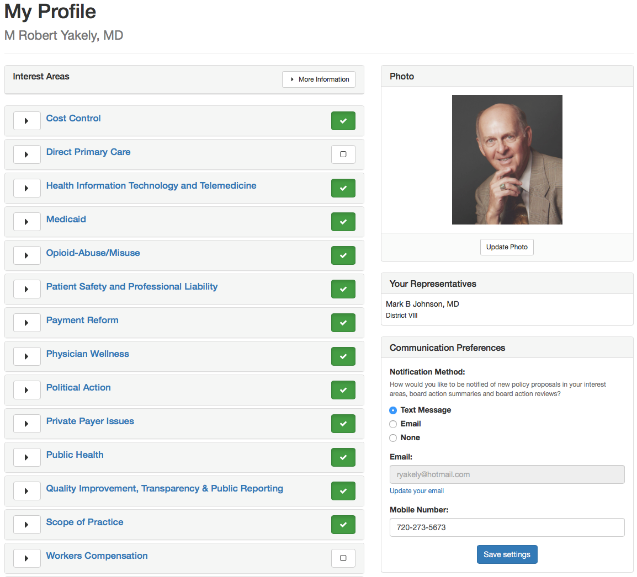 My Profile
M Robert Yakely, MD
Interest Areas
More Information
Cost Control
Direct Primary Care
Health Information Technology and Telemedicine
Medicaid
Opioid-Abuse/Misuse
Patient Safety and Professional Liability
Payment Reform
Physician Wellness
Political Action
Private Payer Issues
Public Health
Quality Improvement, Transparency & Public Reporting
Scope of Practice
Workers Compensation
Photo
Update Photo
Your Representatives
Mark B Johnson, MD
District VIII
Communication Preferences
Notification Method:
How would you like to be notified of new policy proposals in your interest
areas, board action summaries and board action reviews?
Text Message
Email
None
Email:
ryakely@hotmail.com
Update your email
Mobile Number:
720-273-5673
Save settings